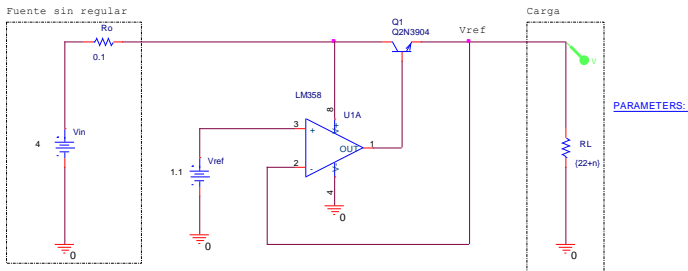 Fuente sin regular
Carga
Ro
0.1
Q1
Q2N3904
Vref
V
LM358
8
U1A
PARAMETERS:
4
Vin
3
+
V+
OUT
1
RL
{22+n}
1.1
Vref
2
-
V-
4
0
0
0
0